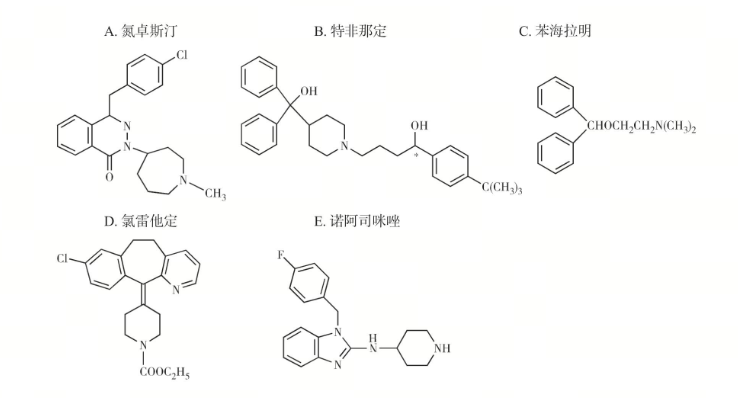 A. 氮卓斯汀
B. 特非那定
C. 苯海拉明
Cl
N
N
O
N
CH₃
OH
N
OH
+
C(CH₃)₃
CHOCH₂CH₂N(CH₃)₂
D. 氯雷他定
E. 诺阿司咪唑
Cl
N
N
COOC₂H₅
F
N
N
H
N
NH